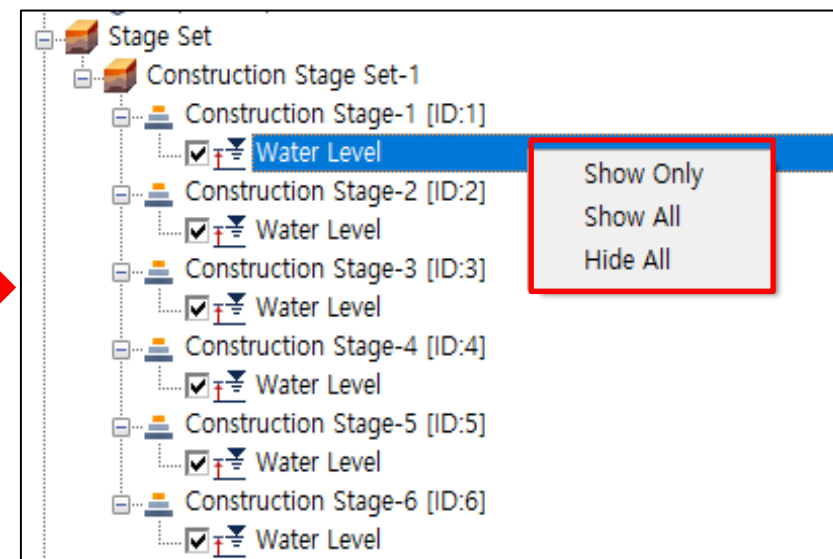 Stage Set
Construction Stage Set-1
Construction Stage-1 [ID:1]
Water Level
Show Only
Construction Stage-2 [ID:2]
Show All
Water Level
Hide All
Construction Stage-3 [ID:3]
Water Level
Construction Stage-4 [ID:4]
Water Level
Construction Stage-5 [ID:5]
Water Level
Construction Stage-6 [ID:6]
Water Level